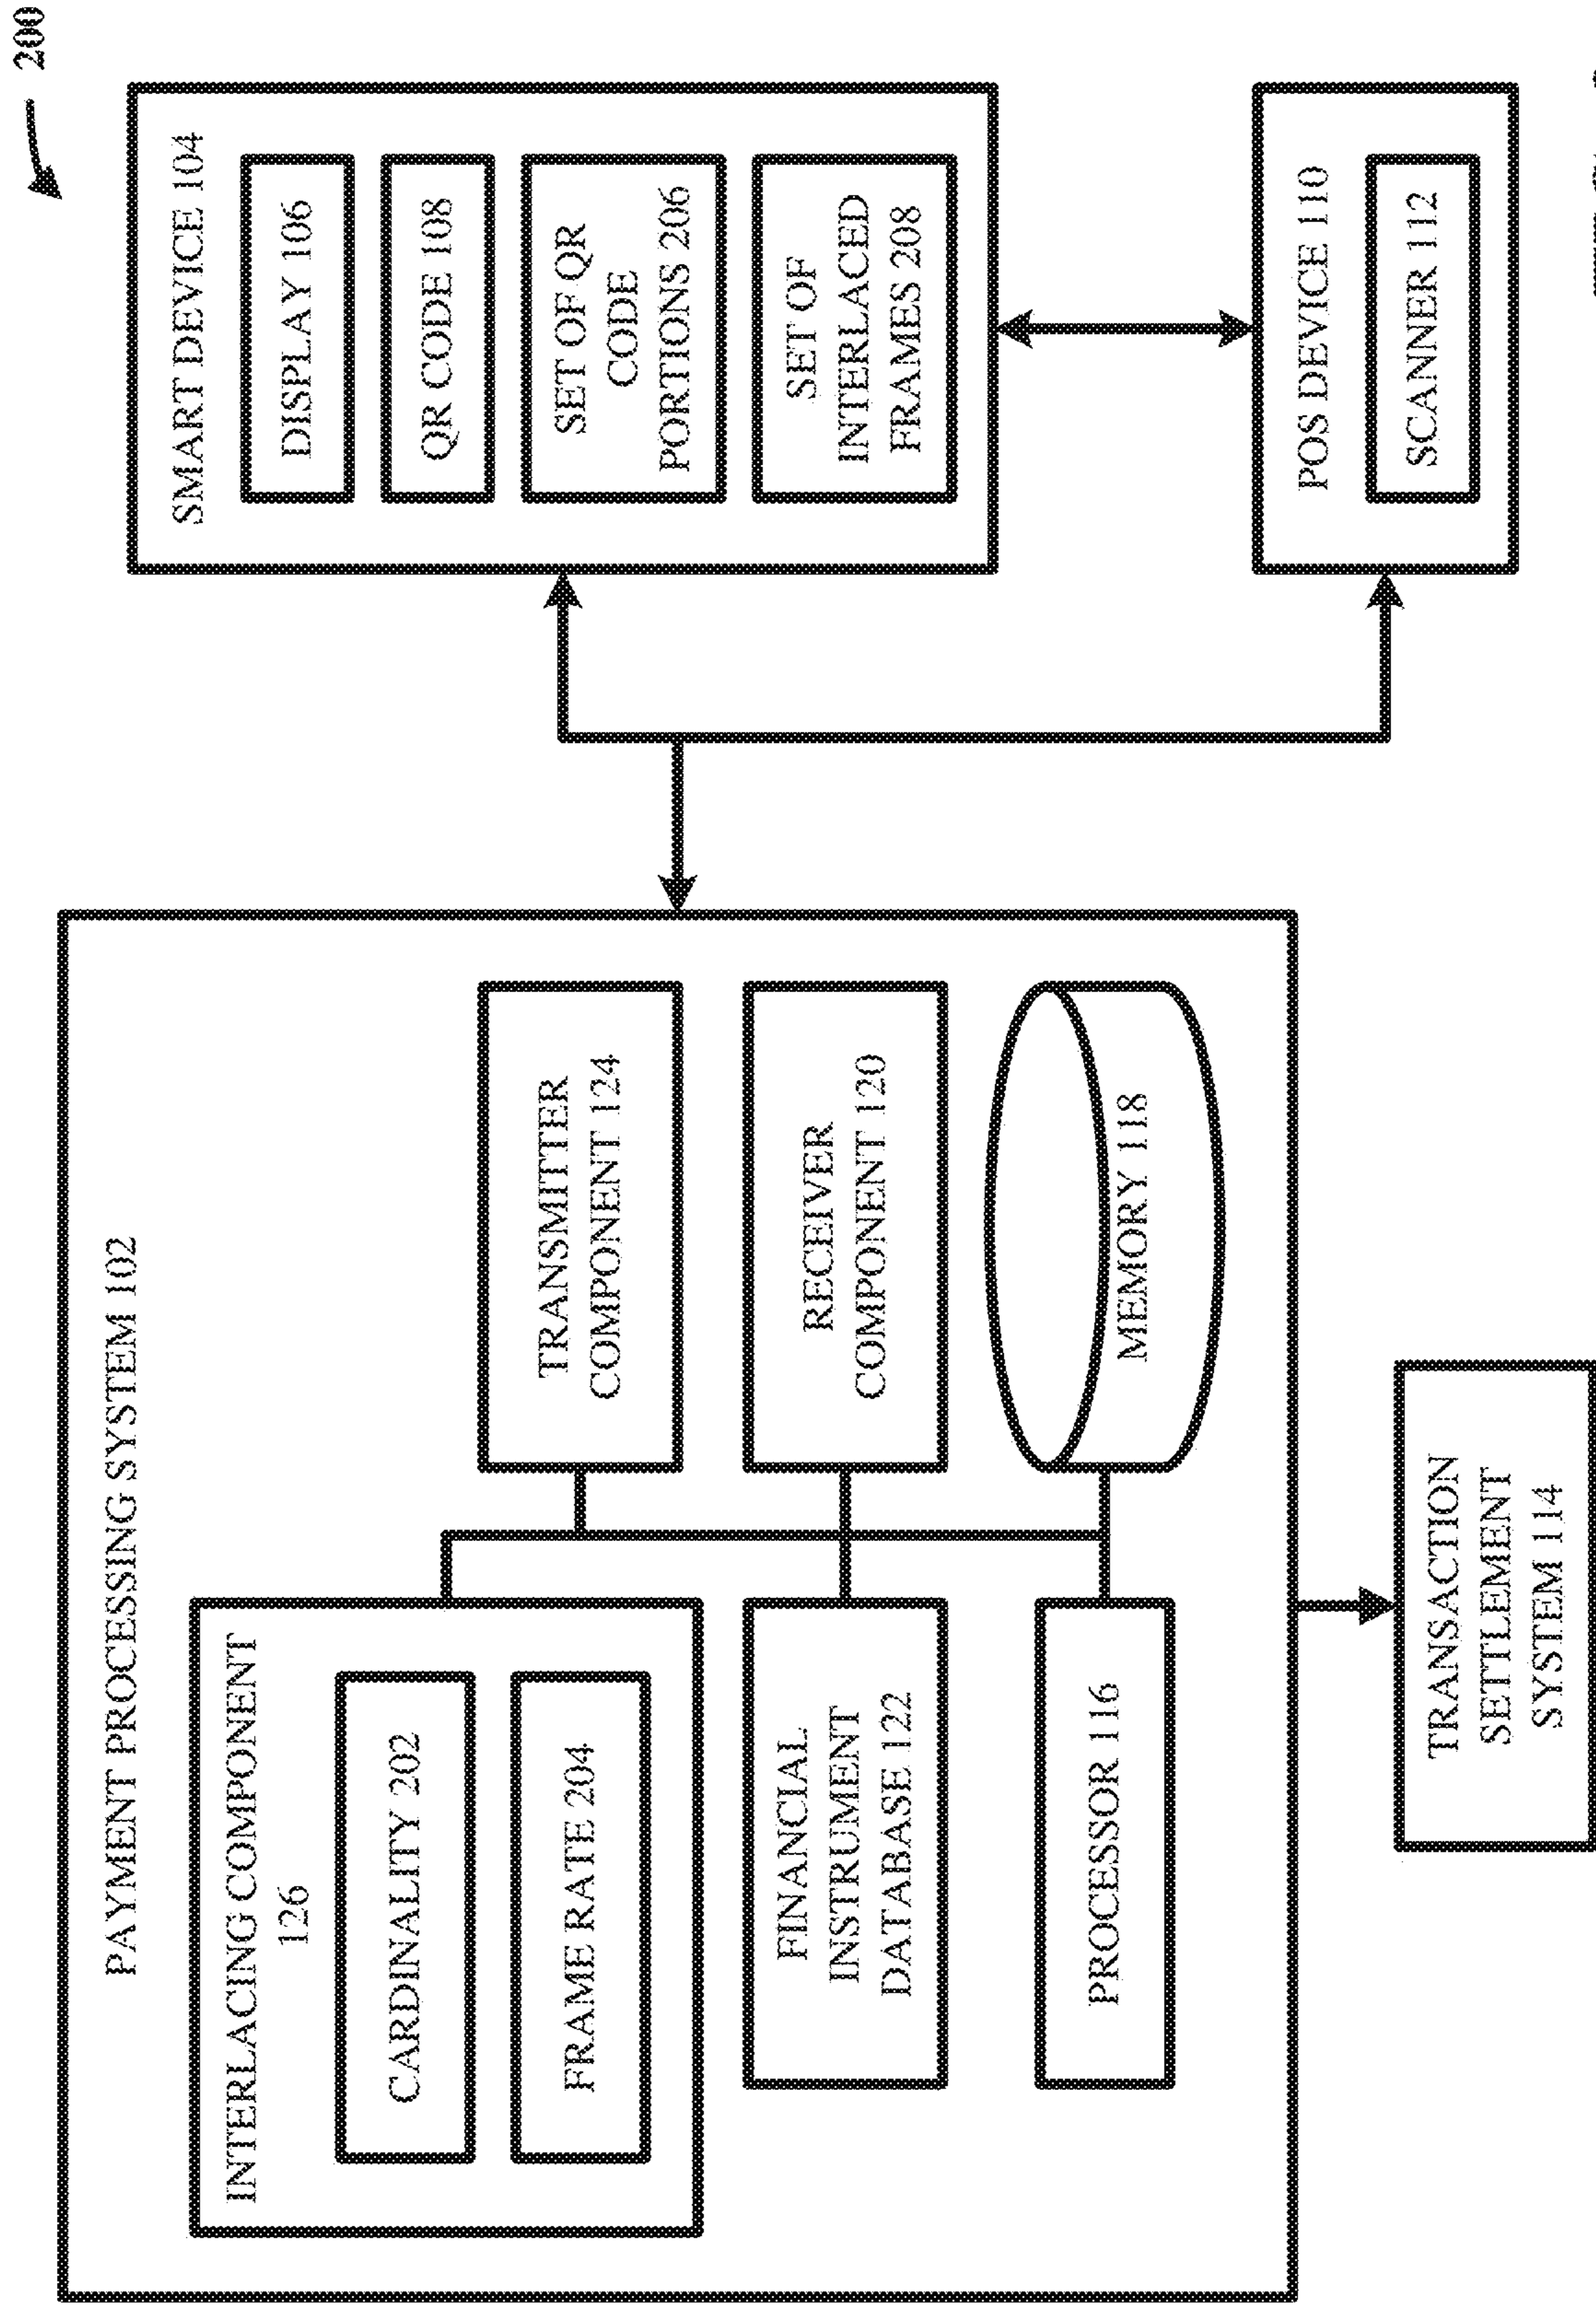 200
PAYMENT PROCESSING SYSTEM 102
INTERLACING COMPONENT
126
CARDINALITY 202
FRAME RATE 204
FINANCIAL
INSTRUMENT
DATABASE 122
PROCESSOR 116
TRANSMITTER
COMPONENT 124
RECEIVER
COMPONENT 120
MEMORY 118
SMART DEVICE 104
DISPLAY 106
QR CODE 108
SET OF QR
CODE
PORTIONS 206
SET OF
INTERLACED
FRAMES 208
POS DEVICE 110
SCANNER 112
TRANSACTION
SETTLEMENT
SYSTEM 114